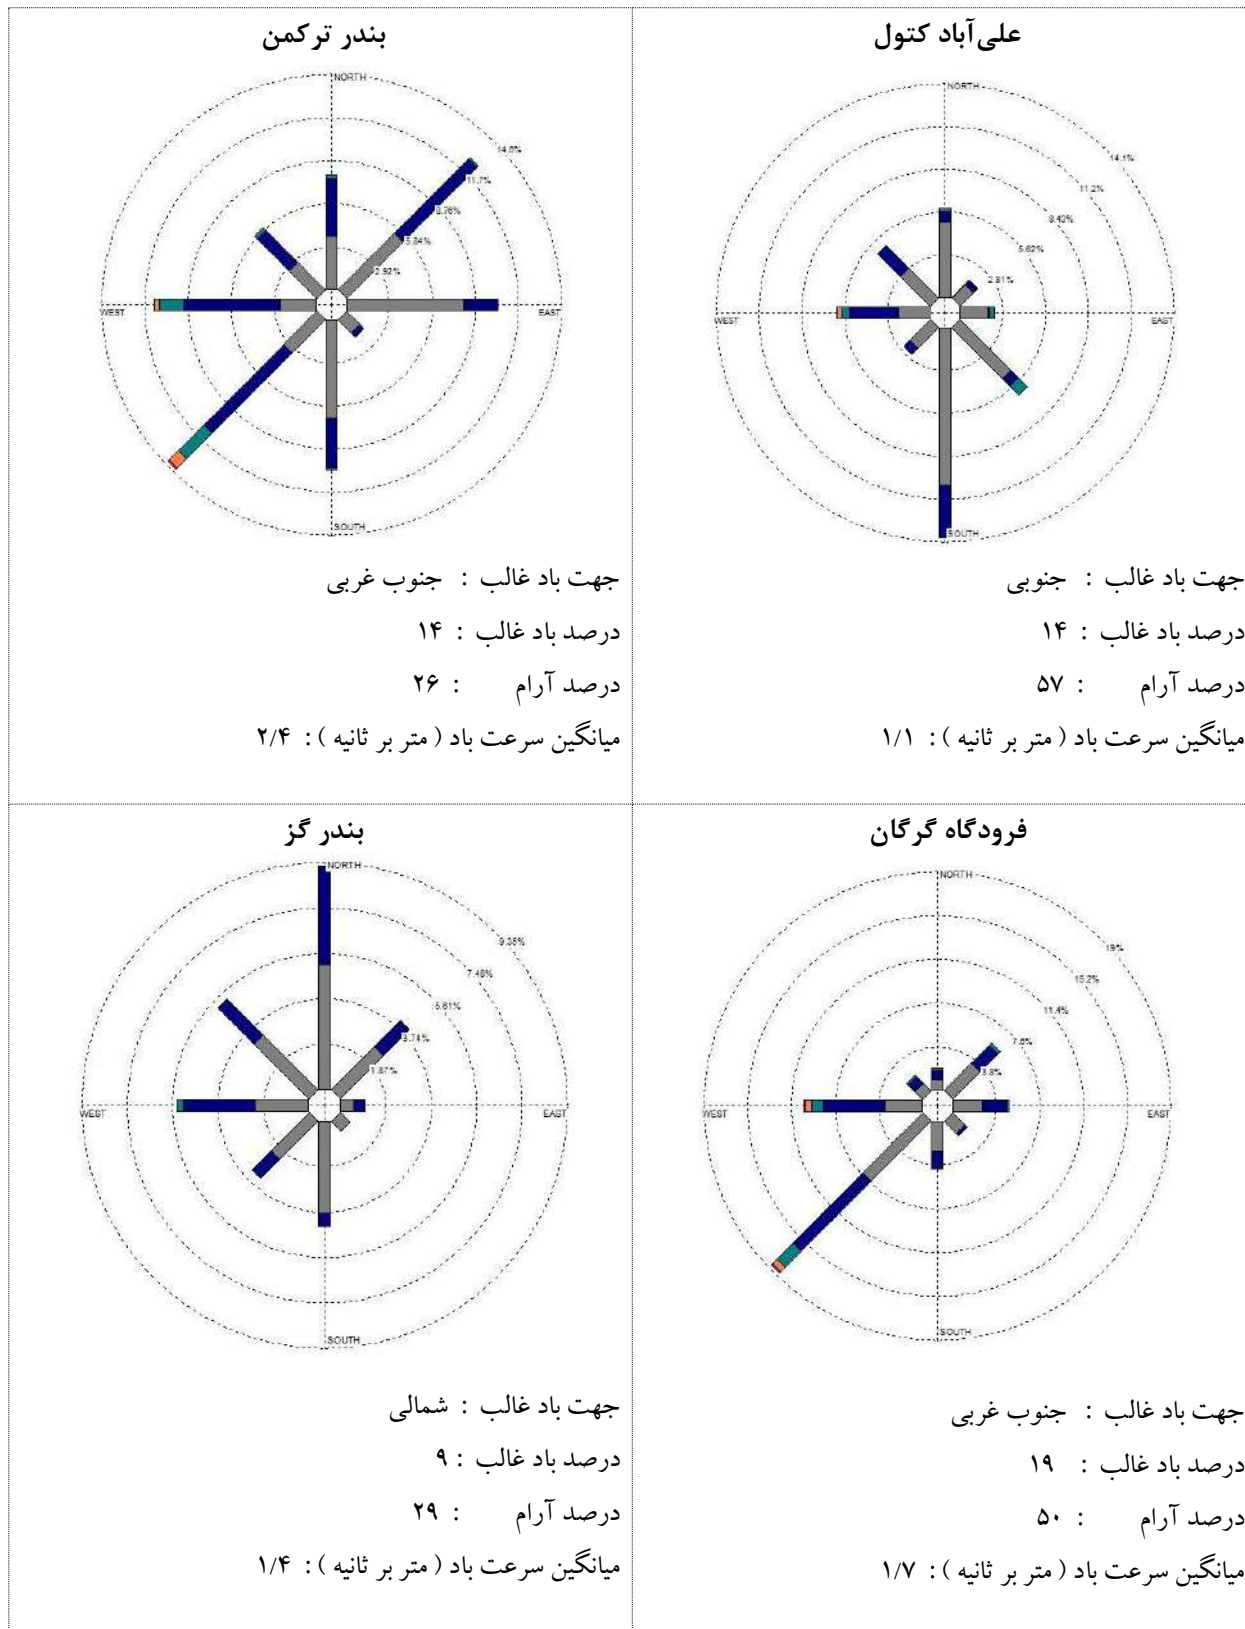 علی‌آباد کتول
NORTH
14.1%
11.2%
8.43%
5.62%
2.81%
WEST
EAST
SOUTH
جهت باد غالب : جنوبی
درصد باد غالب : ۱۴
درصد آرام : ۵۷
میانگین سرعت باد ( متر بر ثانیه ) : ۱/۱
بندر ترکمن
NORTH
14.6%
11.7%
8.76%
5.84%
2.92%
WEST
EAST
SOUTH
جهت باد غالب : جنوب غربی
درصد باد غالب : ۱۴
درصد آرام : ۲۶
میانگین سرعت باد ( متر بر ثانیه ) : ۲/۴
فرودگاه گرگان
NORTH
19%
15.2%
11.4%
7.6%
3.8%
WEST
EAST
SOUTH
جهت باد غالب : جنوب غربی
درصد باد غالب : ۱۹
درصد آرام : ۵۰
میانگین سرعت باد ( متر بر ثانیه ) : ۱/۷
بندر گز
NORTH
9.35%
7.48%
5.61%
3.74%
1.87%
WEST
EAST
SOUTH
جهت باد غالب : شمالی
درصد باد غالب : ۹
درصد آرام : ۲۹
میانگین سرعت باد ( متر بر ثانیه ) : ۱/۴